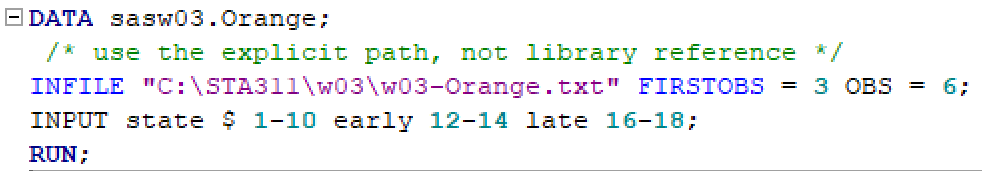 DATA sasw03.Orange;
/* use the explicit path, not library reference */
INFILE "C:\STA311\w03\w03-Orange.txt" FIRSTOBS = 3 OBS = 6;
INPUT state $ 1-10 early 12-14 late 16-18;
RUN;